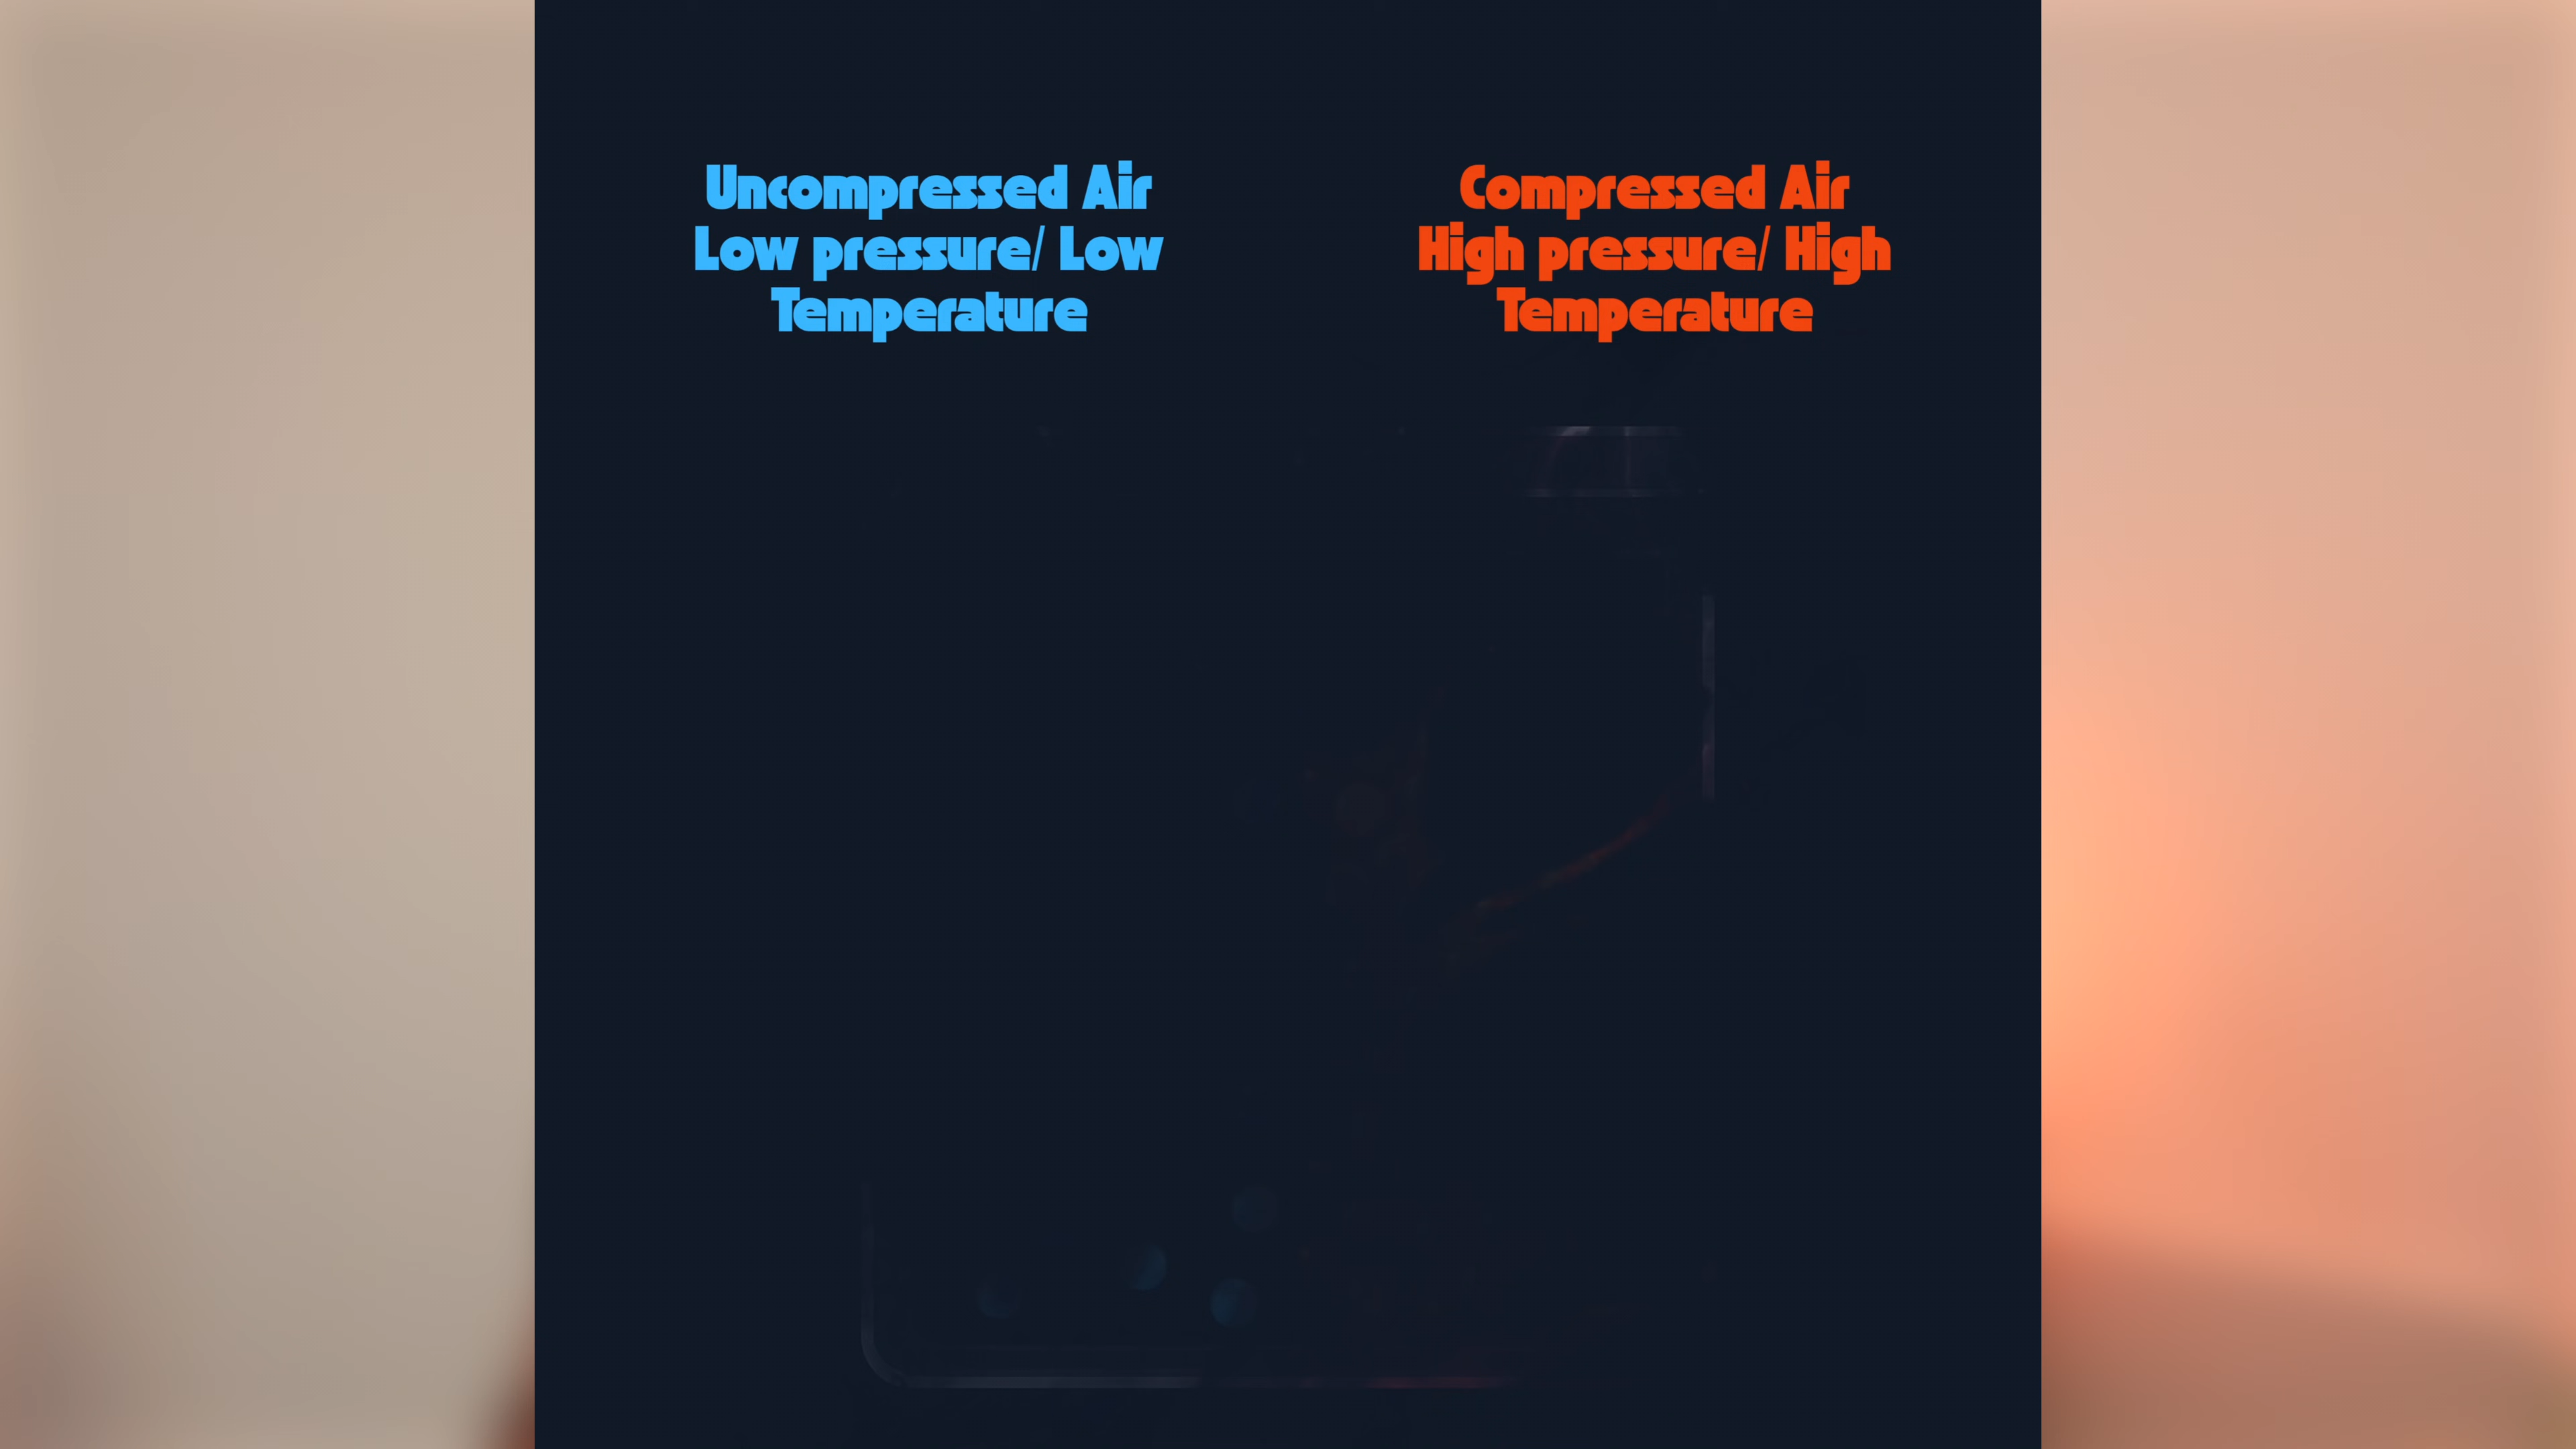 Uncompressed Air
Low pressure/ Low
Temperature
Compressed Air
High pressure/ High
Temperature